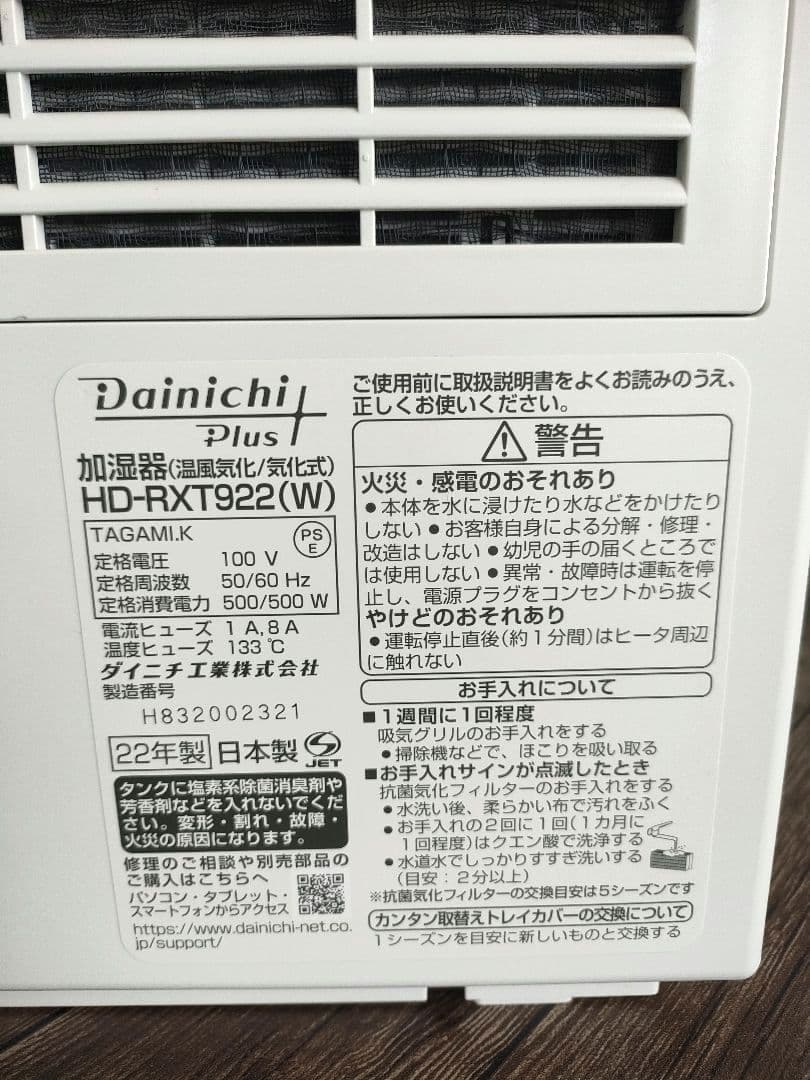 Dainichi
Plus
加湿器(温風気化/気化式)
HD-RXT922(W)
TAGAMI.K
PS
E
定格電圧 100 V
定格周波数 50/60 Hz
定格消費電力 500/500 W
電流ヒューズ 1 A,8 A
温度ヒューズ 133℃
ダイニチ工業株式会社
製造番号
H832002321
22年製 日本製 JET
タンクに塩素系除菌消臭剤や
芳香剤などを入れないでくだ
さい。変形・割れ・故障・
火災の原因になります。
修理のご相談や別売部品の
ご購入はこちらへ
パソコン・タブレット・
スマートフォンからアクセス
https://www.dainichi-net.co.
jp/support/
ご使用前に取扱説明書をよくお読みのうえ、
正しくお使いください。
警告
火災・感電のおそれあり
●本体を水に浸けたり水などをかけたり
しない●お客様自身による分解・修理・
改造はしない●幼児の手の届くところで
は使用しない●異常・故障時は運転を停
止し、電源プラグをコンセントから抜く
やけどのおそれあり
●運転停止直後(約1分間)はヒータ周辺
に触れない
お手入れについて
■1週間に1回程度
吸気グリルのお手入れをする
●掃除機などで、ほこりを吸い取る
■お手入れサインが点滅したとき
抗菌気化フィルターのお手入れをする
●水洗い後、柔らかい布で汚れをふく
●お手入れの2回に1回(1カ月に
1回程度)はクエン酸で洗浄する
●水道水でしっかりすすぎ洗いする
(目安:2分以上)
※抗菌気化フィルターの交換目安は5シーズンです
カンタン取替えトレイカバーの交換について
1シーズンを目安に新しいものと交換する